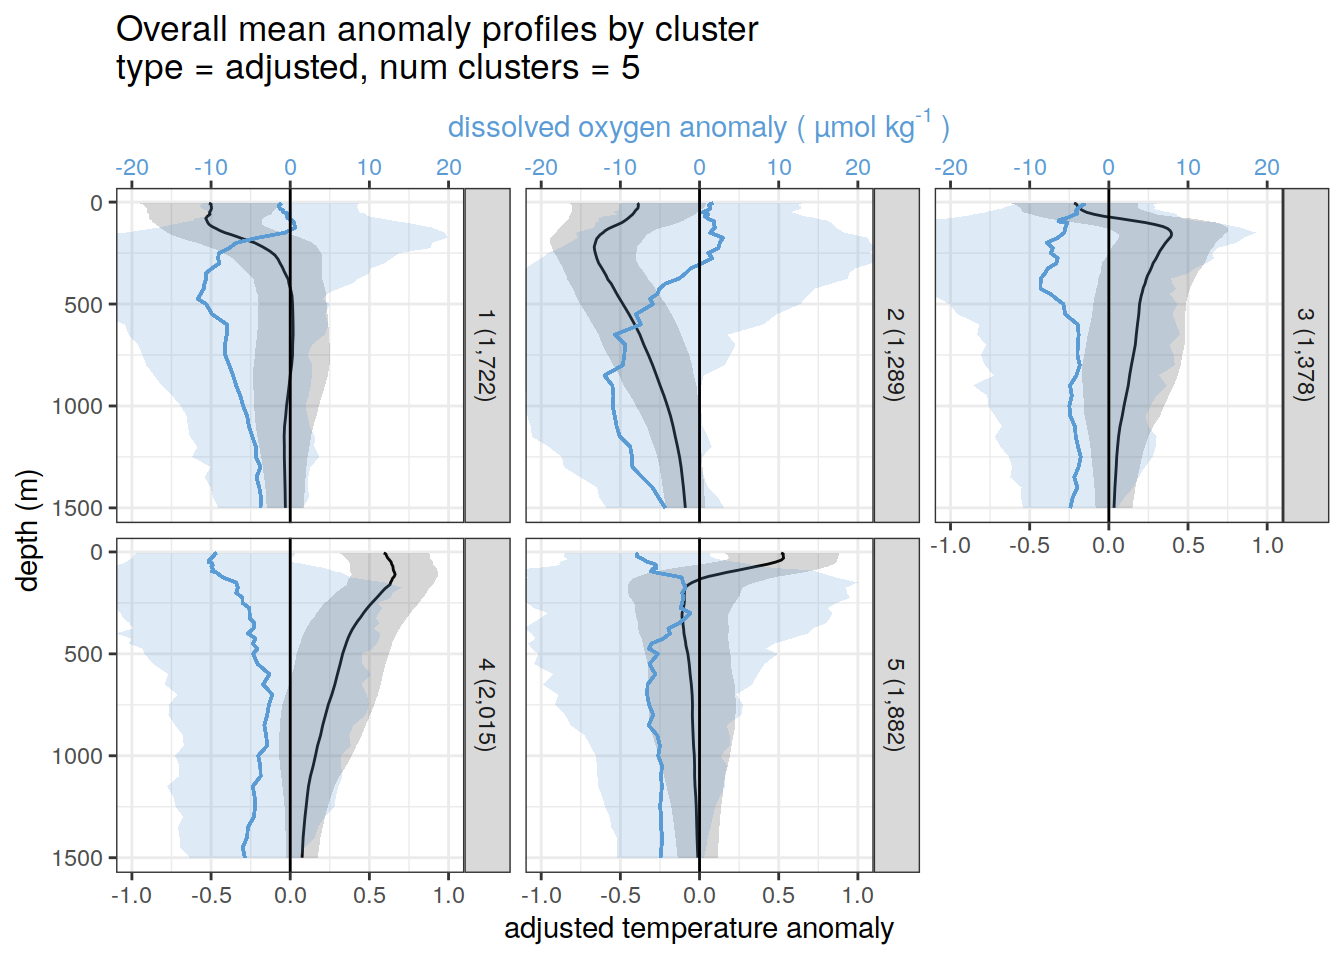 Overall mean anomaly profiles by cluster
type = adjusted, num clusters = 5
dissolved oxygen anomaly ( µmol kg⁻¹ )
-20 -10 0 10 20 -20 -10 0 10 20 -20 -10 0 10 20
0
500
1000
1500
1 (1,722)
2 (1,289)
3 (1,378)
-1.0 -0.5 0.0 0.5 1.0
depth (m)
0
500
1000
1500
4 (2,015)
5 (1,882)
-1.0 -0.5 0.0 0.5 1.0 -1.0 -0.5 0.0 0.5 1.0
adjusted temperature anomaly